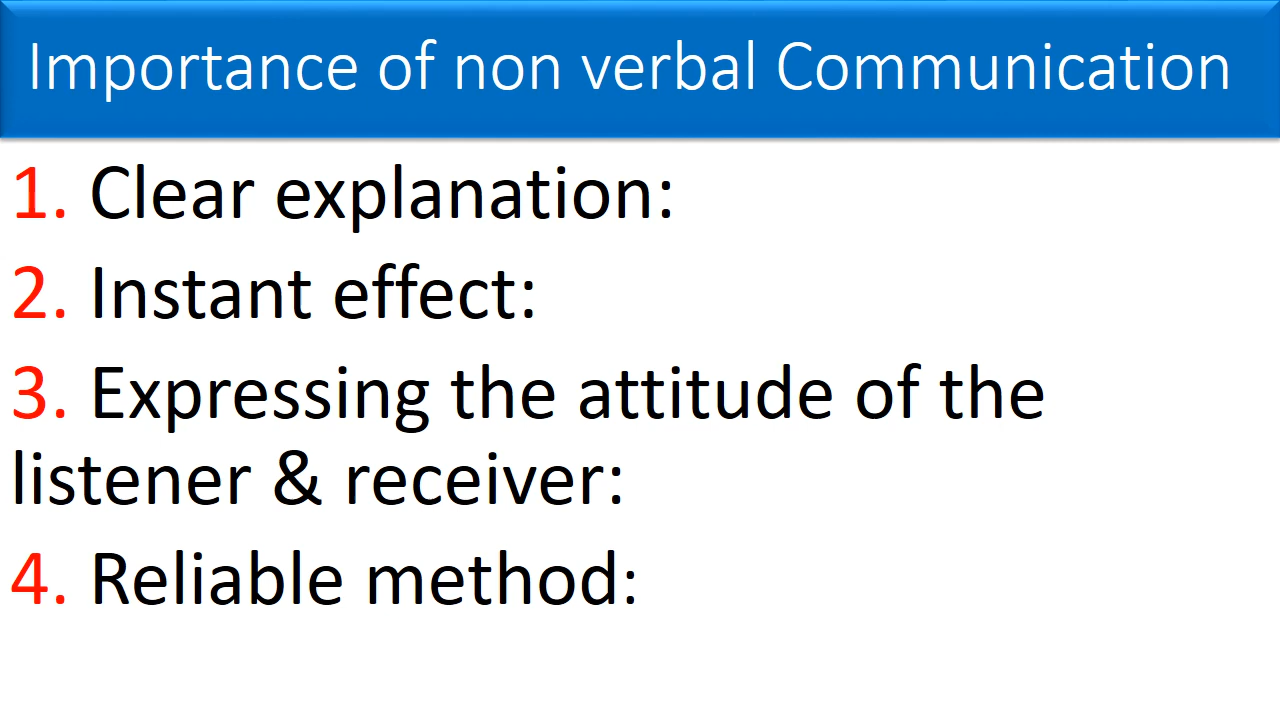 Importance of non verbal Communication
1. Clear explanation:
2. Instant effect:
3. Expressing the attitude of the
listener & receiver:
4. Reliable method: